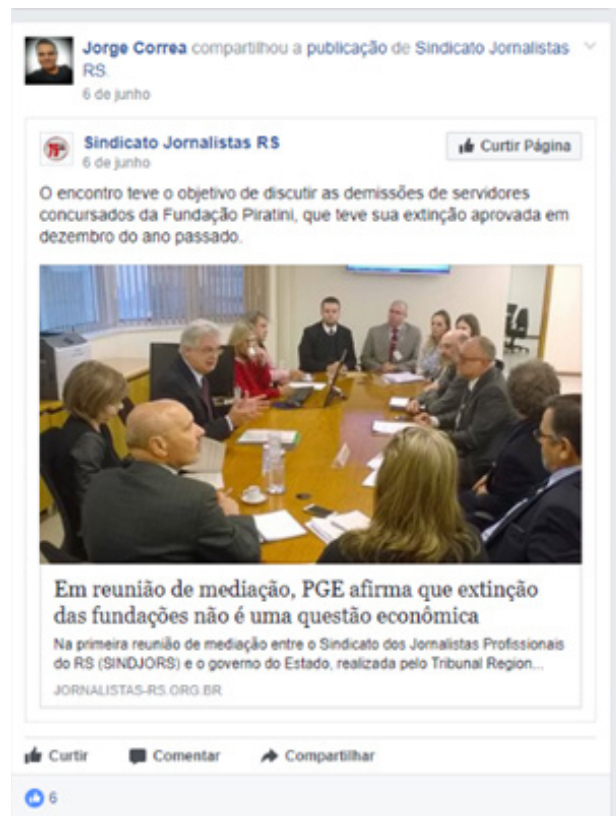 Jorge Correa compartilhou a publicação de Sindicato Jornalistas
RS.
6 de junho
Sindicato Jornalistas RS
6 de junho
Curtir Página
O encontro teve o objetivo de discutir as demissões de servidores
concursados da Fundação Piratini, que teve sua extinção aprovada em
dezembro do ano passado.
Em reunião de mediação, PGE afirma que extinção
das fundações não é uma questão econômica
Na primeira reunião de mediação entre o Sindicato dos Jornalistas Profissionais
do RS (SINDJORS) e o governo do Estado, realizada pelo Tribunal Region...
JORNALISTAS-RS.ORG.BR
Curtir Comentar Compartilhar
6